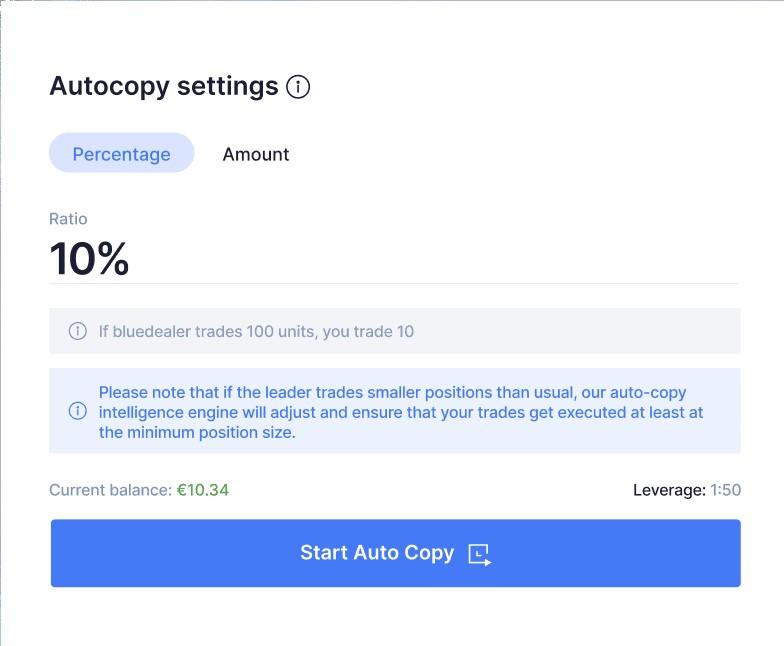 Autocopy settings
Percentage Amount
Ratio
10%
If bluedealer trades 100 units, you trade 10
Please note that if the leader trades smaller positions than usual, our auto-copy
intelligence engine will adjust and ensure that your trades get executed at least at
the minimum position size.
Current balance: €10.34 Leverage: 1:50
Start Auto Copy